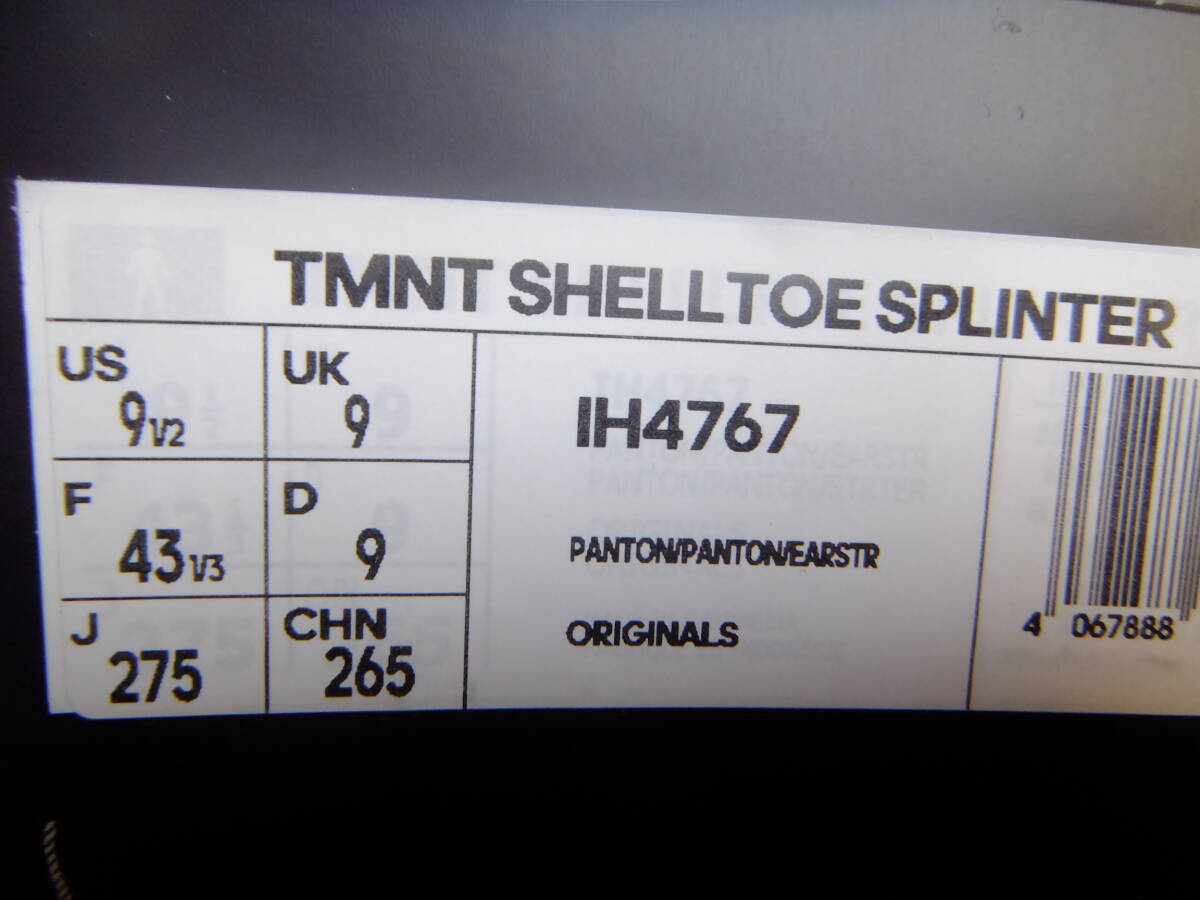 TMNT SHELLTOE SPLINTER
US
9 1/2
UK
9
F
43 1/3
D
9
J
275
CHN
265
IH4767
PANTON/PANTON/EARSTR
ORIGINALS
4 067888